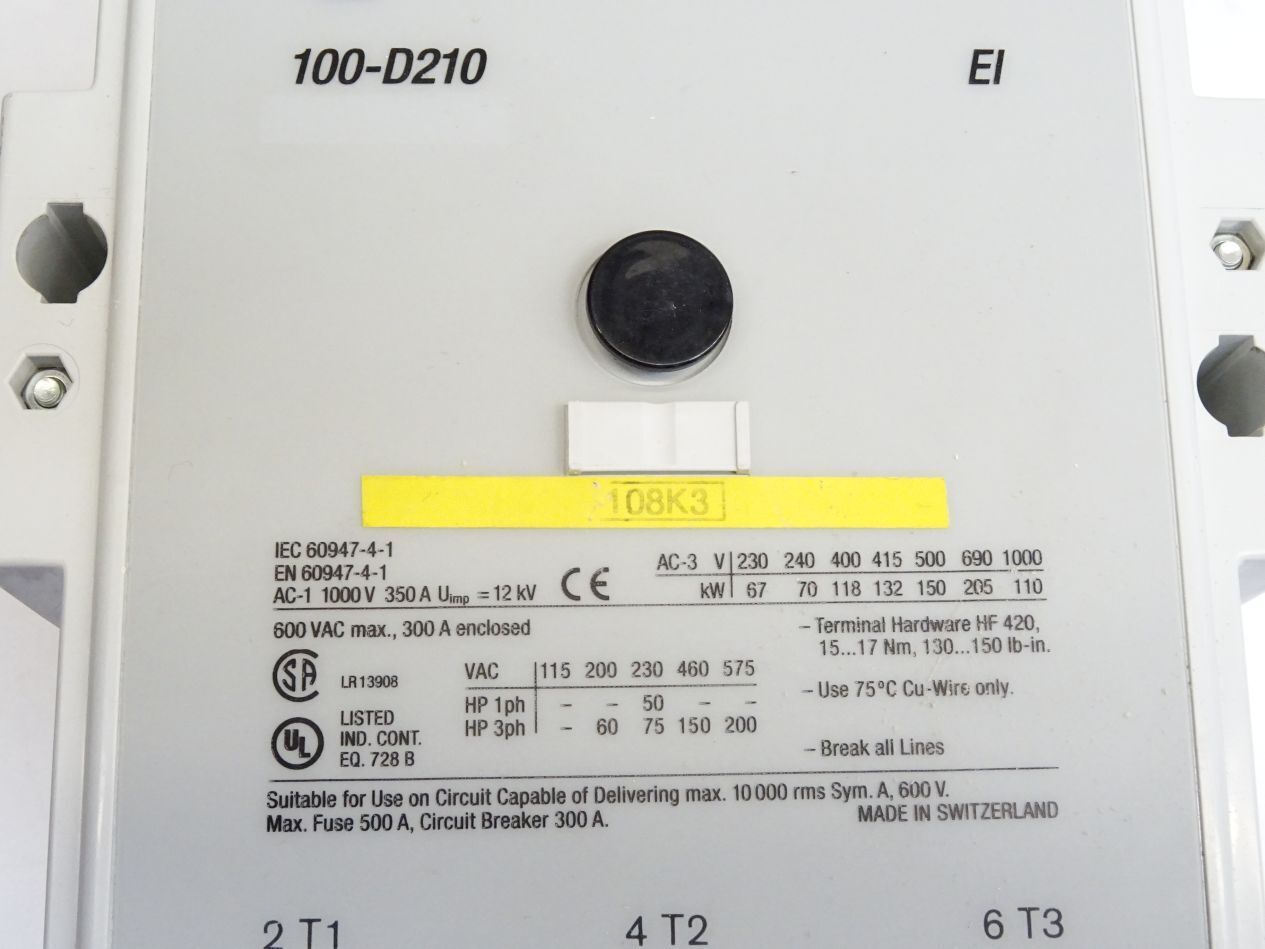 100-D210 EI
108K3
IEC 60947-4-1
EN 60947-4-1
AC-1 1000 V 350 A Uimp = 12 kV CE
AC-3 V 230 240 400 415 500 690 1000
kW 67 70 118 132 150 205 110
600 VAC max., 300 A enclosed
SA LR 13908
UL LISTED
IND. CONT.
EQ. 728 B
VAC 115 200 230 460 575
HP 1ph – – 50 – –
HP 3ph – 60 75 150 200
– Terminal Hardware HF 420,
15...17 Nm, 130...150 lb-in.
– Use 75°C Cu-Wire only.
– Break all Lines
Suitable for Use on Circuit Capable of Delivering max. 10 000 rms Sym. A, 600 V.
Max. Fuse 500 A, Circuit Breaker 300 A.
MADE IN SWITZERLAND
2 T1 4 T2 6 T3